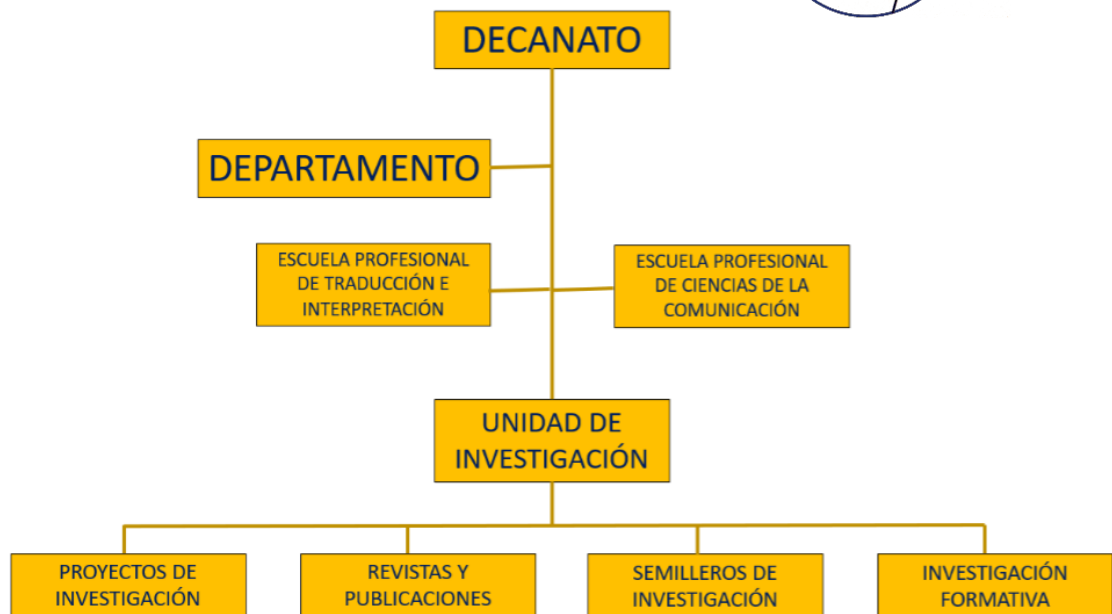 DECANATO
DEPARTAMENTO
ESCUELA PROFESIONAL
DE TRADUCCIÓN E
INTERPRETACIÓN
ESCUELA PROFESIONAL
DE CIENCIAS DE LA
COMUNICACIÓN
UNIDAD DE
INVESTIGACIÓN
PROYECTOS DE
INVESTIGACIÓN
REVISTAS Y
PUBLICACIONES
SEMILLEROS DE
INVESTIGACIÓN
INVESTIGACIÓN
FORMATIVA